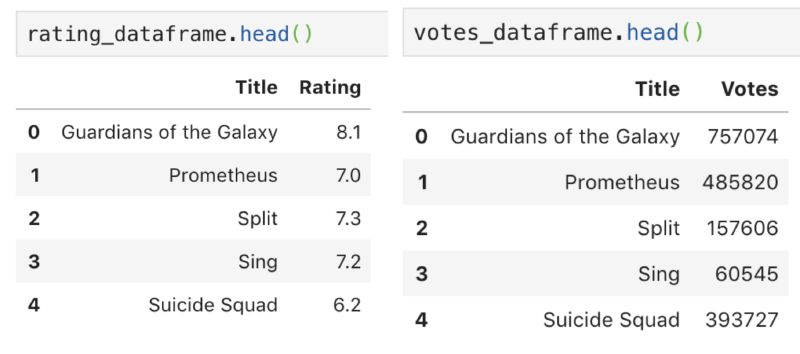 rating_dataframe.head()
Title Rating
0 Guardians of the Galaxy 8.1
1 Prometheus 7.0
2 Split 7.3
3 Sing 7.2
4 Suicide Squad 6.2
votes_dataframe.head()
Title Votes
0 Guardians of the Galaxy 757074
1 Prometheus 485820
2 Split 157606
3 Sing 60545
4 Suicide Squad 393727